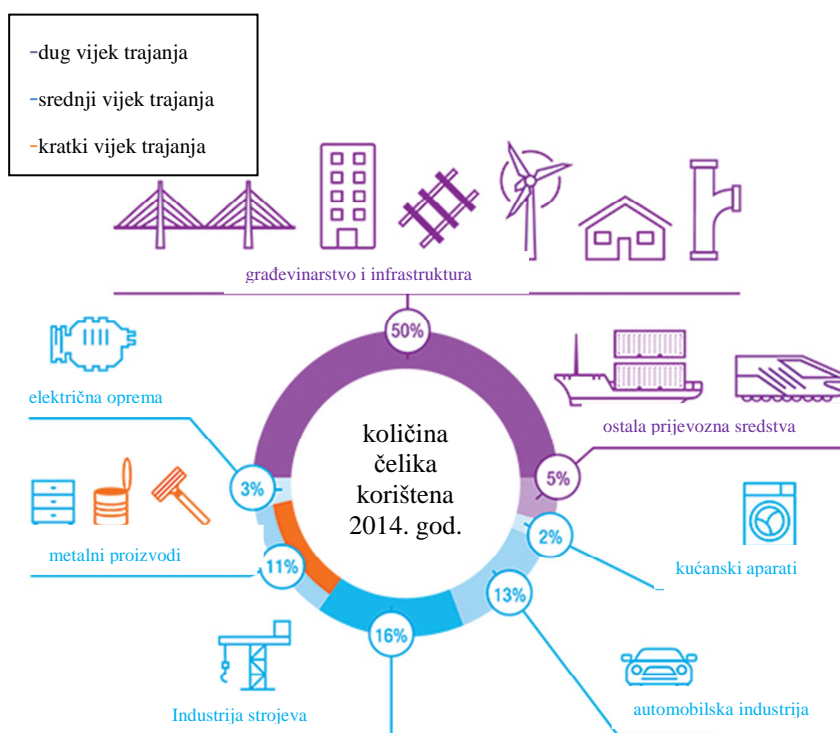 -dug vijek trajanja
-srednji vijek trajanja
-kratki vijek trajanja
građevinarstvo i infrastruktura
50%
električna oprema
ostala prijevozna sredstva
količina
čelika
korištena
2014. god.
3%
5%
metalni proizvodi
11%
2%
kućanski aparati
13%
16%
Industrija strojeva
automobilska industrija